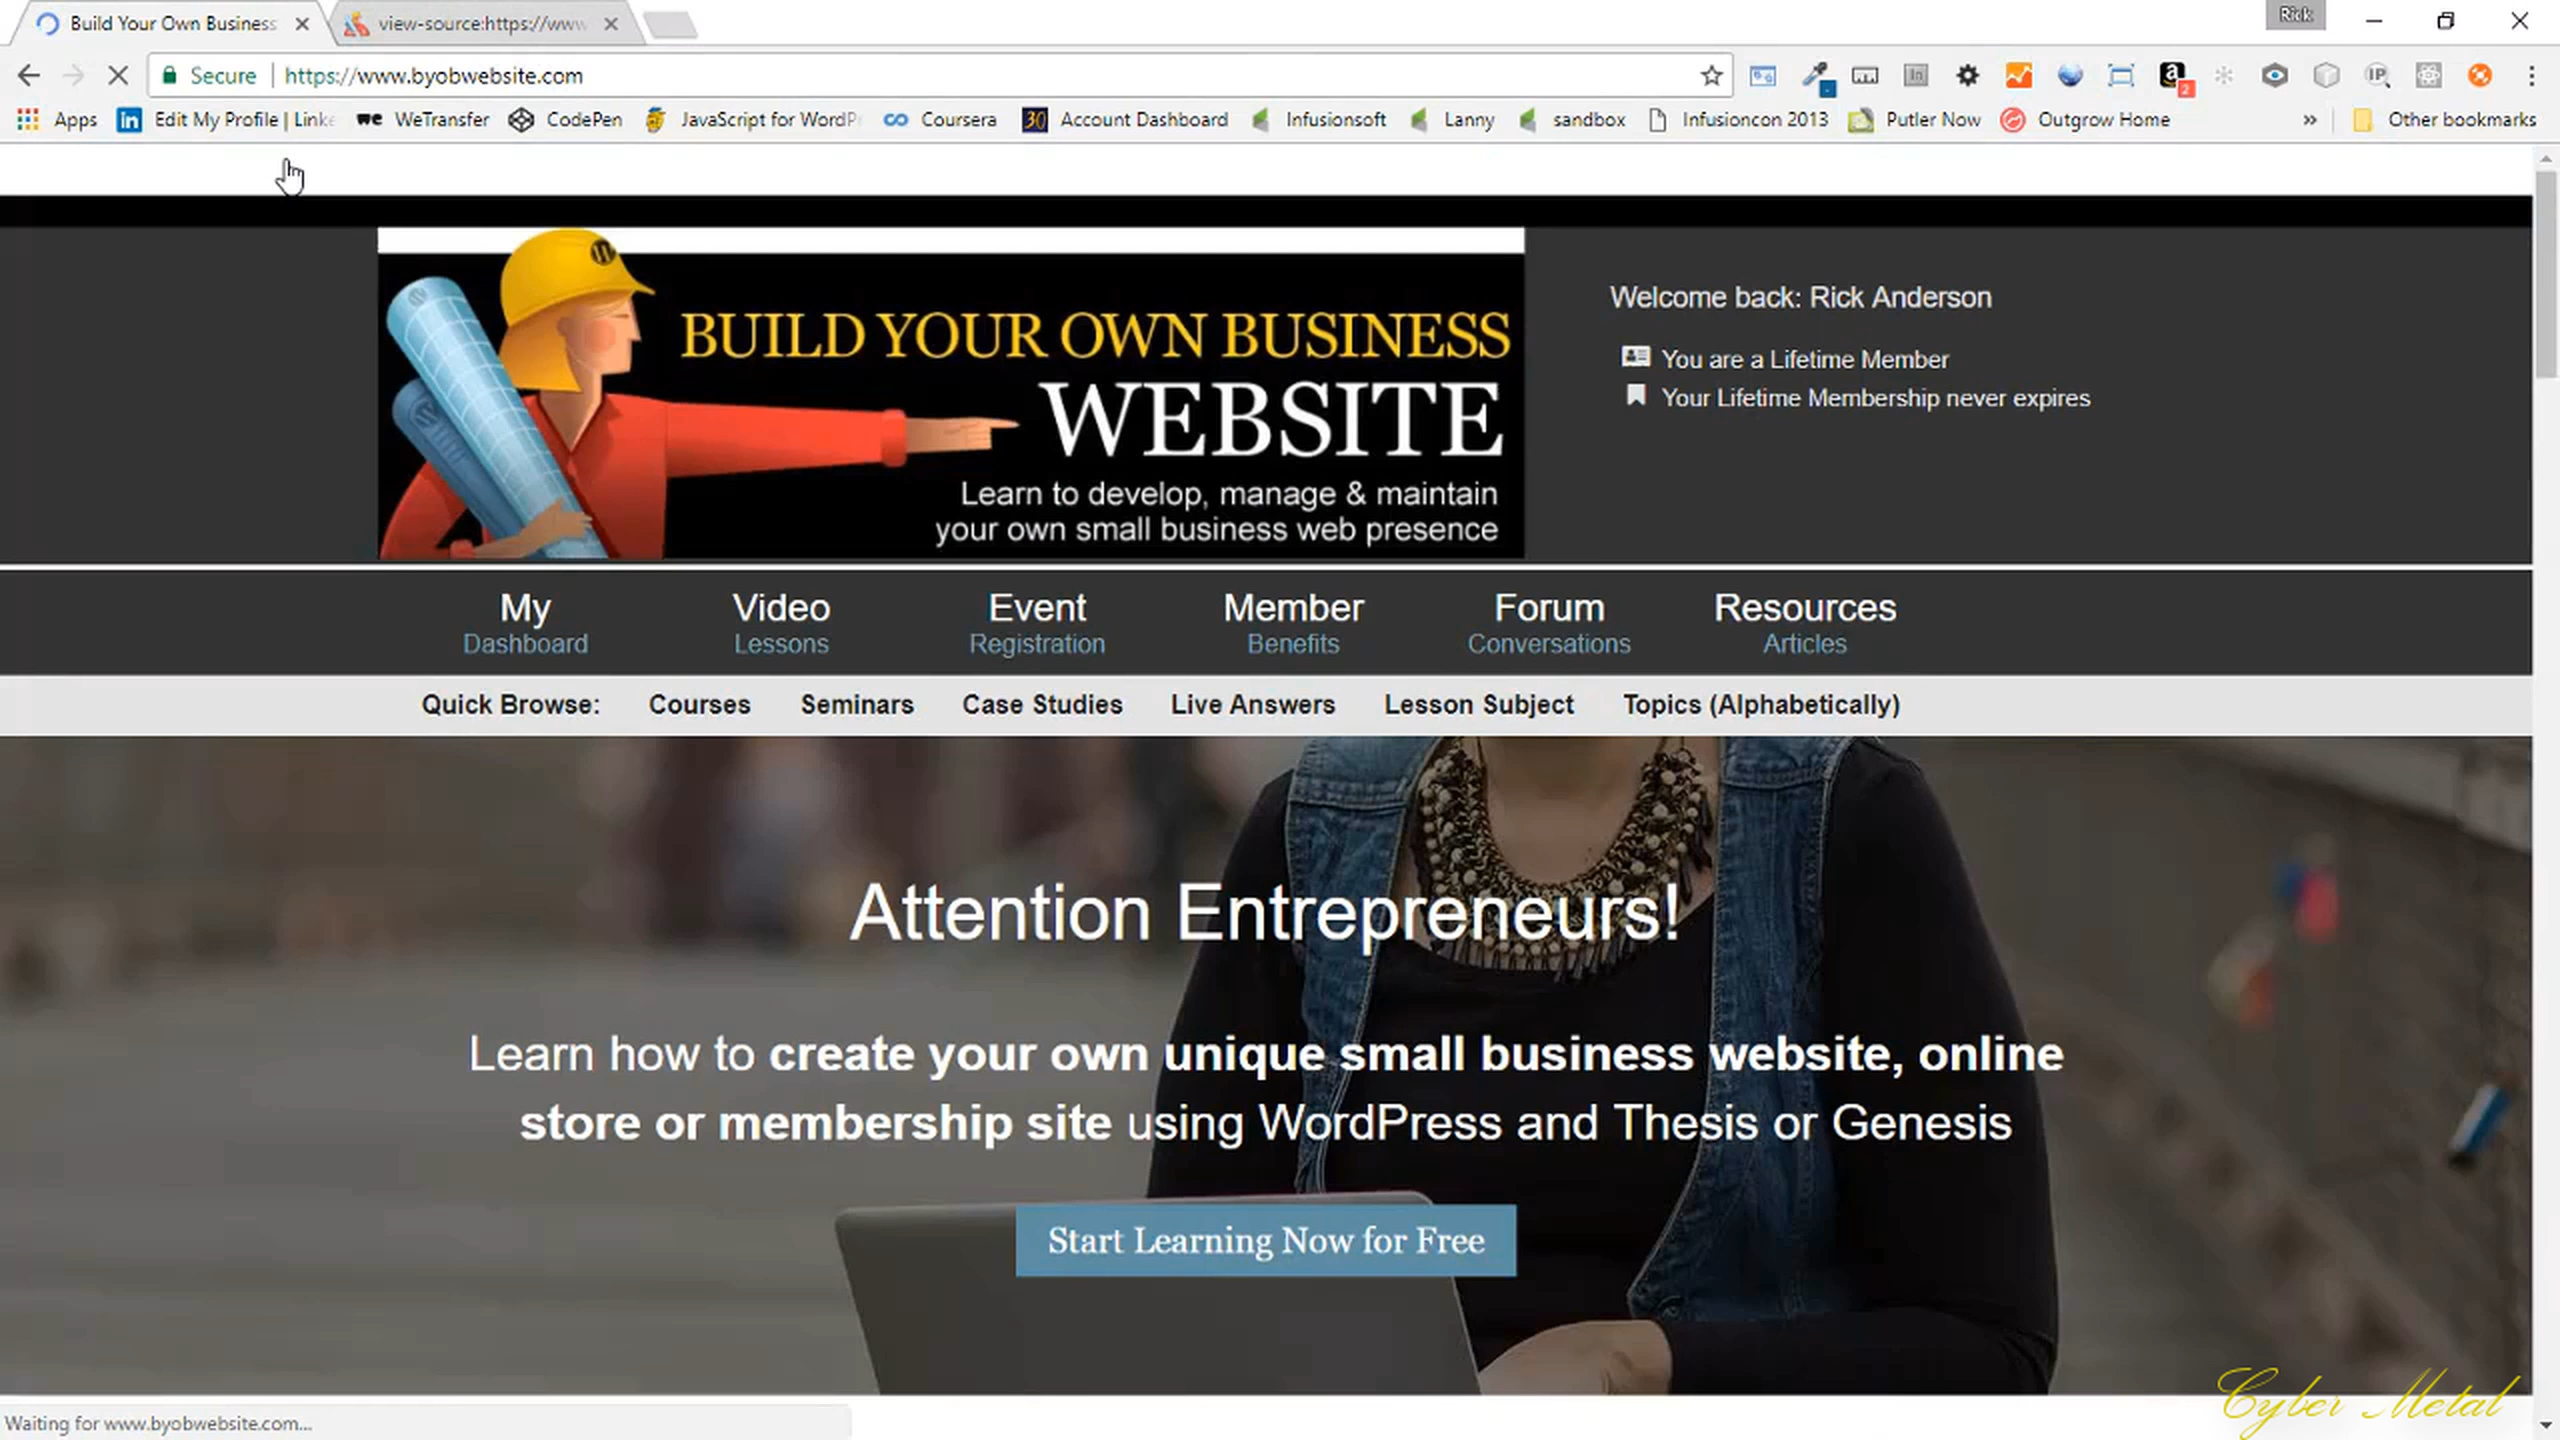 Build Your Own Business
view-source:https://www
Rick
Secure
https://www.byobwebsite.com
IP
2
Apps
Edit My Profile | Linke
WeTransfer
CodePen
JavaScript for WordP
Coursera
30
Account Dashboard
Infusionsoft
Lanny
sandbox
Infusioncon 2013
Putler Now
Outgrow Home
»
Other bookmarks
BUILD YOUR OWN BUSINESS
WEBSITE
Learn to develop, manage & maintain
your own small business web presence
Welcome back: Rick Anderson
You are a Lifetime Member
Your Lifetime Membership never expires
My
Dashboard
Video
Lessons
Event
Registration
Member
Benefits
Forum
Conversations
Resources
Articles
Quick Browse:
Courses
Seminars
Case Studies
Live Answers
Lesson Subject
Topics (Alphabetically)
Attention Entrepreneurs!
Learn how to create your own unique small business website, online
store or membership site using WordPress and Thesis or Genesis
Start Learning Now for Free
Waiting for www.byobwebsite.com...
Cyber Metal